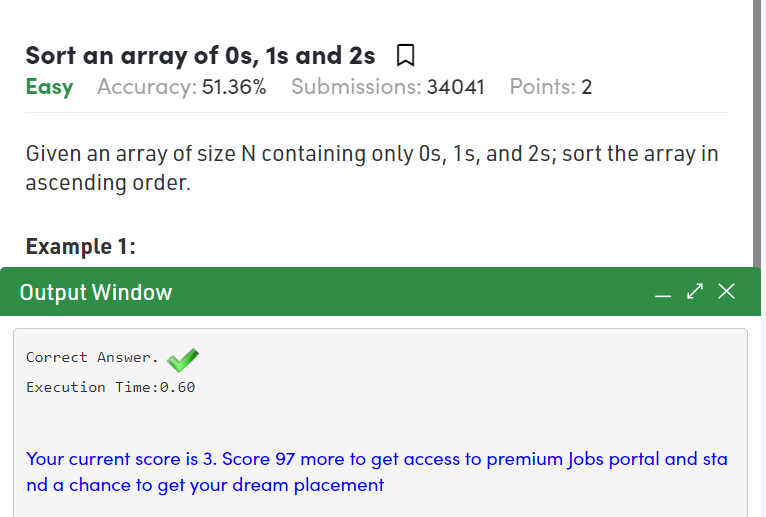 Sort an array of 0s, 1s and 2s
Easy Accuracy: 51.36% Submissions: 34041 Points: 2
Given an array of size N containing only 0s, 1s, and 2s; sort the array in
ascending order.
Example 1:
Output Window
Correct Answer.
Execution Time:0.60
Your current score is 3. Score 97 more to get access to premium Jobs portal and sta
nd a chance to get your dream placement